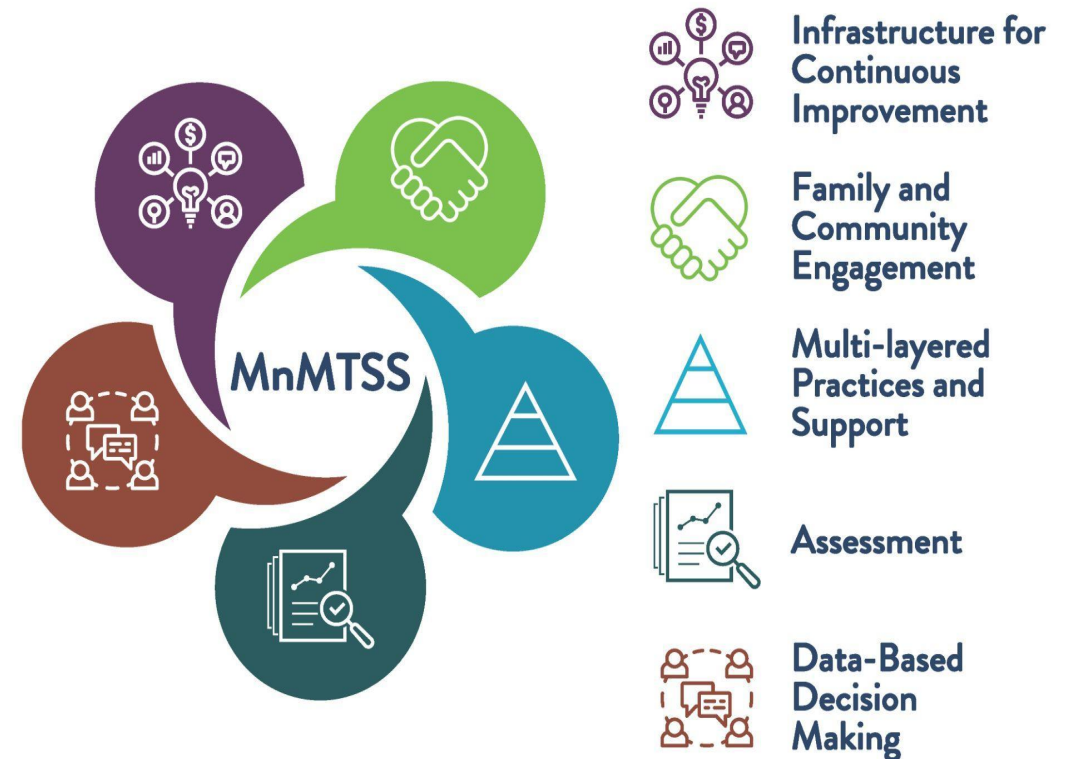 MnMTSS
Infrastructure for
Continuous
Improvement
Family and
Community
Engagement
Multi-layered
Practices and
Support
Assessment
Data-Based
Decision
Making